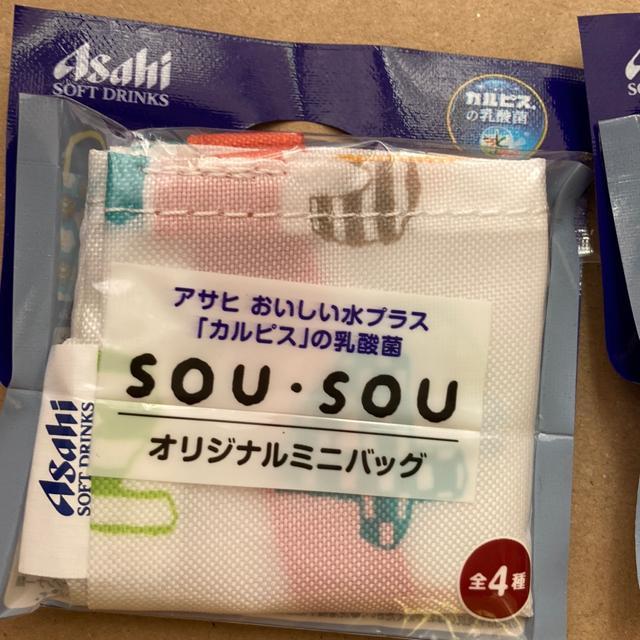 Asahi
SOFT DRINKS
カルピス
の乳酸菌
アサヒ おいしい水プラス
「カルピス」の乳酸菌
SOU・SOU
オリジナルミニバッグ
Asahi
SOFT DRINKS
全4種